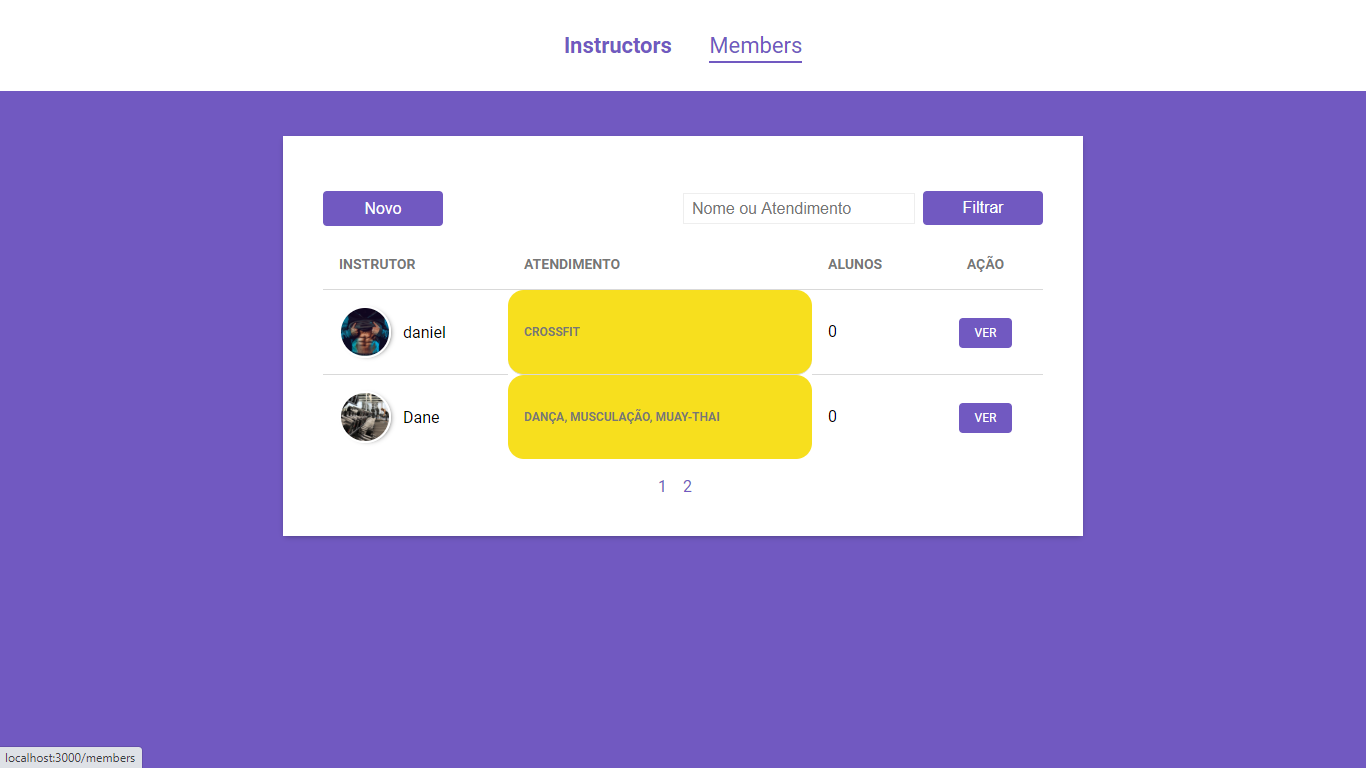 Instructors Members
Novo Nome ou Atendimento Filtrar
INSTRUTOR ATENDIMENTO ALUNOS AÇÃO
daniel CROSSFIT 0 VER
Dane DANÇA, MUSCULAÇÃO, MUAY-THAI 0 VER
1 2
localhost:3000/members